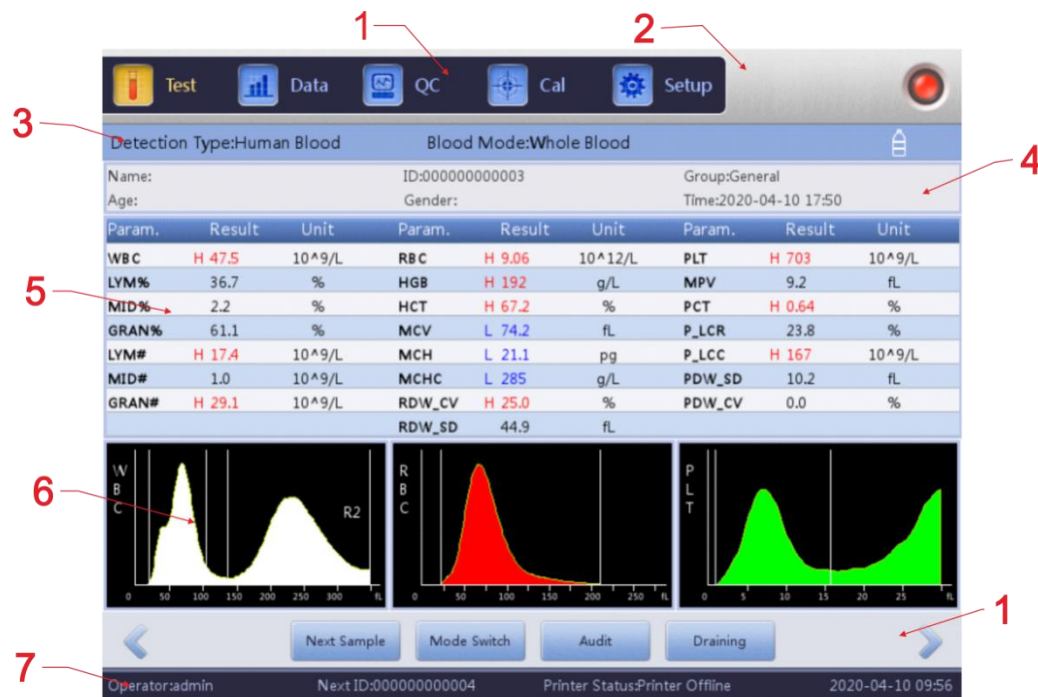 1
2
Test Data QC Cal Setup
3
Detection Type:Human Blood Blood Mode:Whole Blood
4
Name: ID:000000000003 Group:General
Age: Gender: Time:2020-04-10 17:50
Param. Result Unit Param. Result Unit Param. Result Unit
WBC H 47.5 10^9/L RBC H 9.06 10^12/L PLT H 703 10^9/L
LYM% 36.7 % HGB H 192 g/L MPV 9.2 fL
5
MID% 2.2 % HCT H 67.2 % PCT H 0.64 %
GRAN% 61.1 % MCV L 74.2 fL P_LCR 23.8 %
LYM# H 17.4 10^9/L MCH L 21.1 pg P_LCC H 167 10^9/L
MID# 1.0 10^9/L MCHC L 285 g/L PDW_SD 10.2 fL
GRAN# H 29.1 10^9/L RDW_CV H 25.0 % PDW_CV 0.0 %
RDW_SD 44.9 fL
6
WBC R2 RBC PLT
0 50 100 150 200 250 300 fL 0 50 100 150 200 250 fL 0 5 10 15 20 25 fL
1
Next Sample Mode Switch Audit Draining
7
Operator:admin Next ID:000000000004 Printer Status:Printer Offline 2020-04-10 09:56